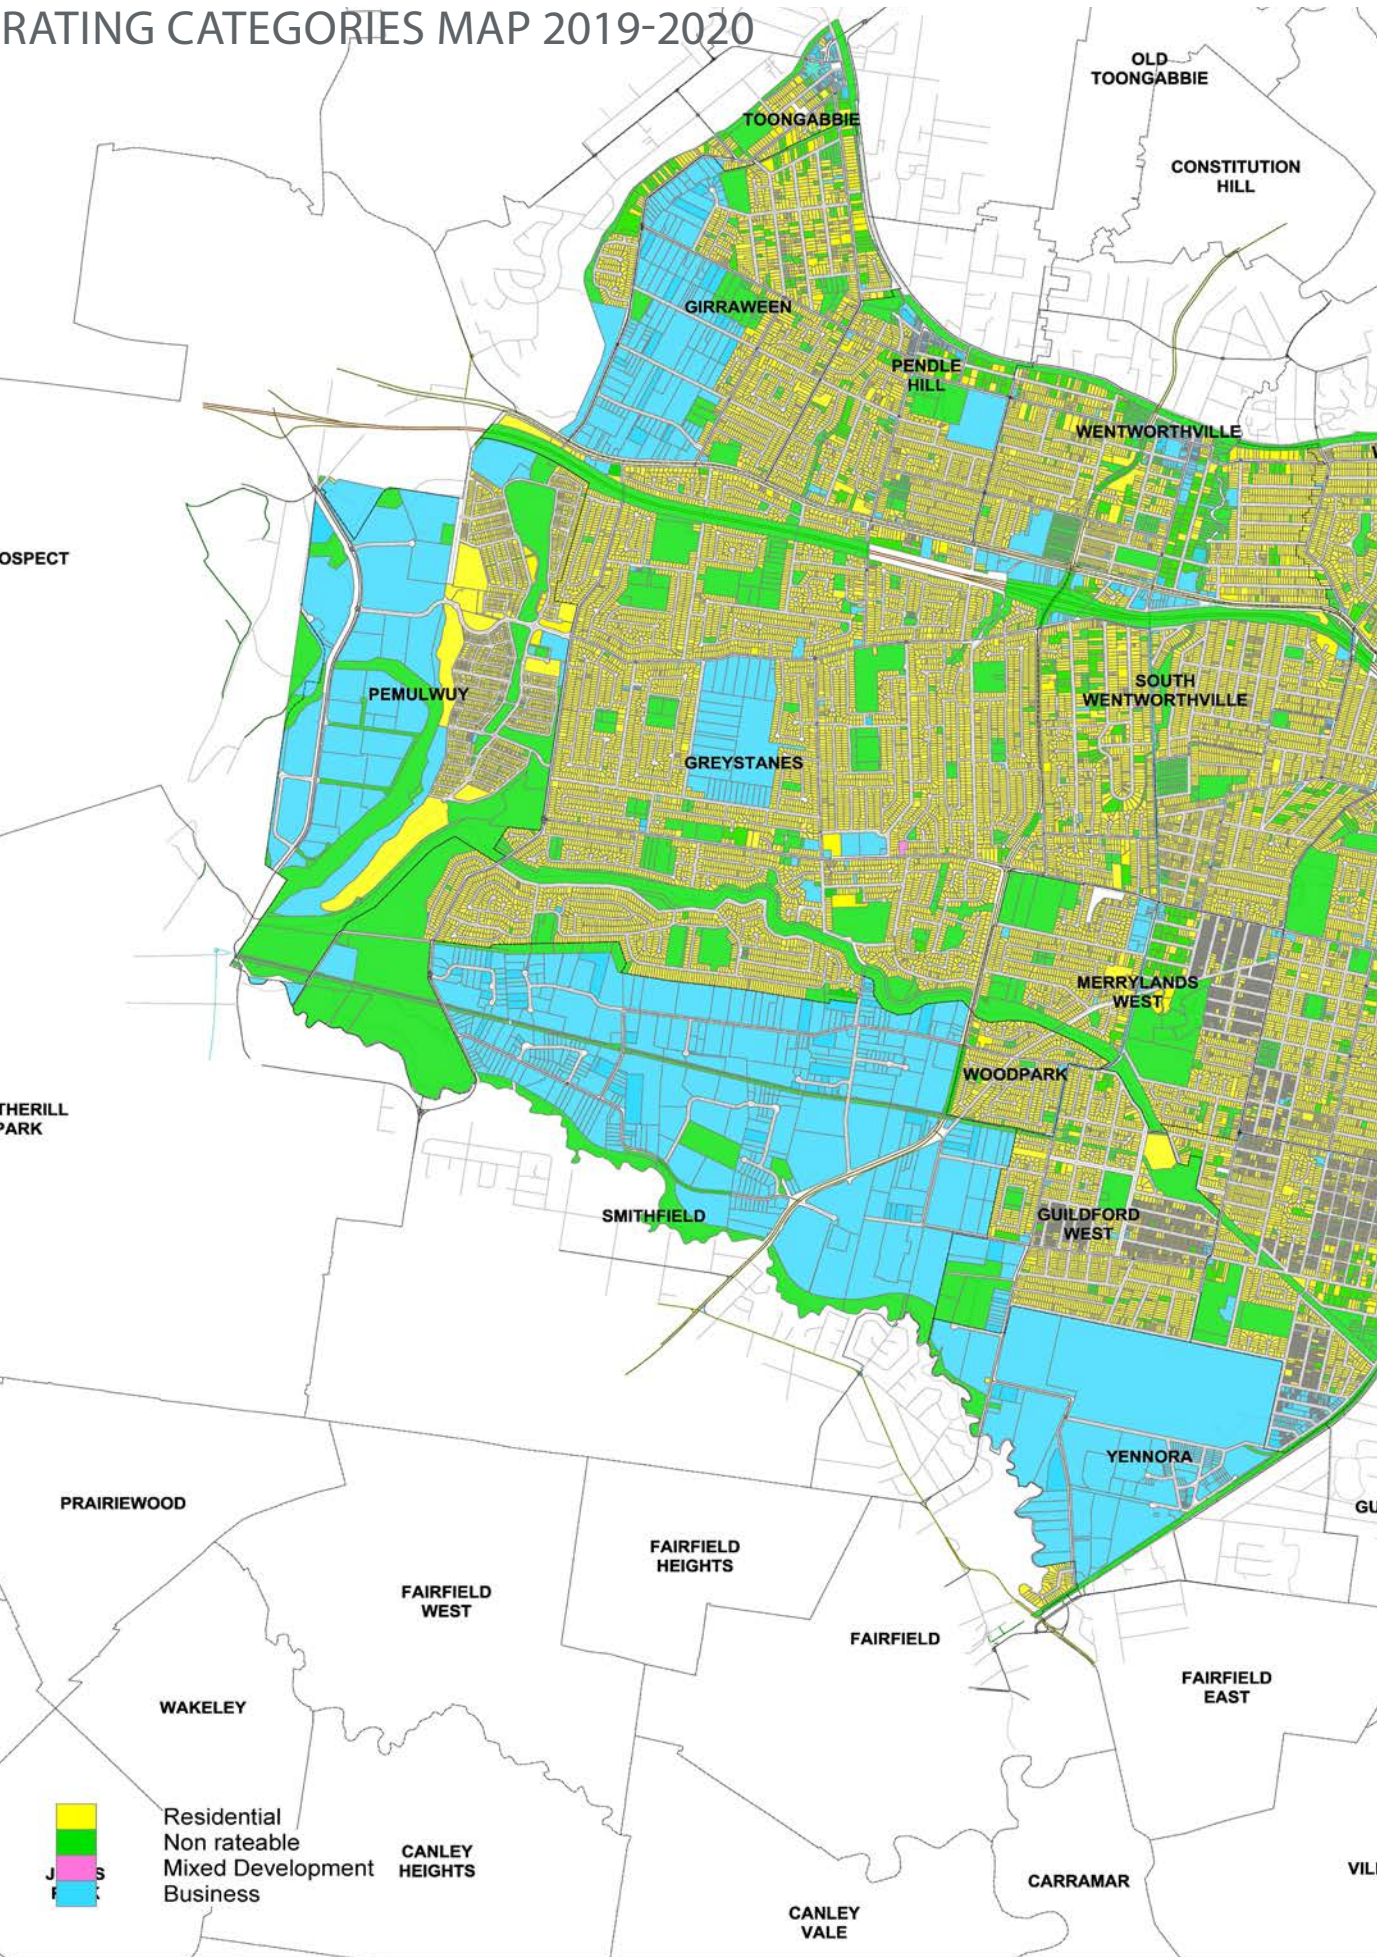 RATING CATEGORIES MAP 2019-2020
OLD
TOONGABBIE
TOONGABBIE
CONSTITUTION
HILL
GIRRAWEEN
PENDLE
HILL
WENTWORTHVILLE
OSPECT
PEMULWUY
SOUTH
WENTWORTHVILLE
GREYSTANES
MERRYLANDS
WEST
WOODPARK
THERILL
PARK
SMITHFIELD
GUILDFORD
WEST
YENNORA
PRAIRIEWOOD
GU
FAIRFIELD
HEIGHTS
FAIRFIELD
WEST
FAIRFIELD
FAIRFIELD
EAST
WAKELEY
Residential
Non rateable
Mixed Development
Business
CANLEY
HEIGHTS
CARRAMAR
VIL
CANLEY
VALE